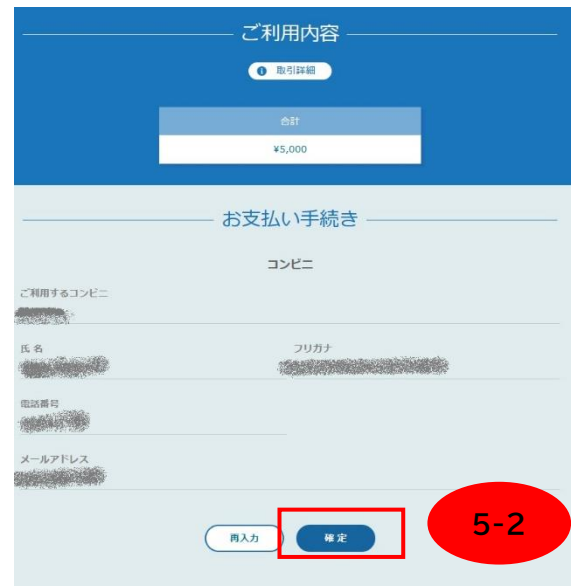 ご利用内容
取引詳細
合計
¥5,000
お支払い手続き
コンビニ
ご利用するコンビニ
氏名 フリガナ
電話番号
メールアドレス
再入力 確定 5-2